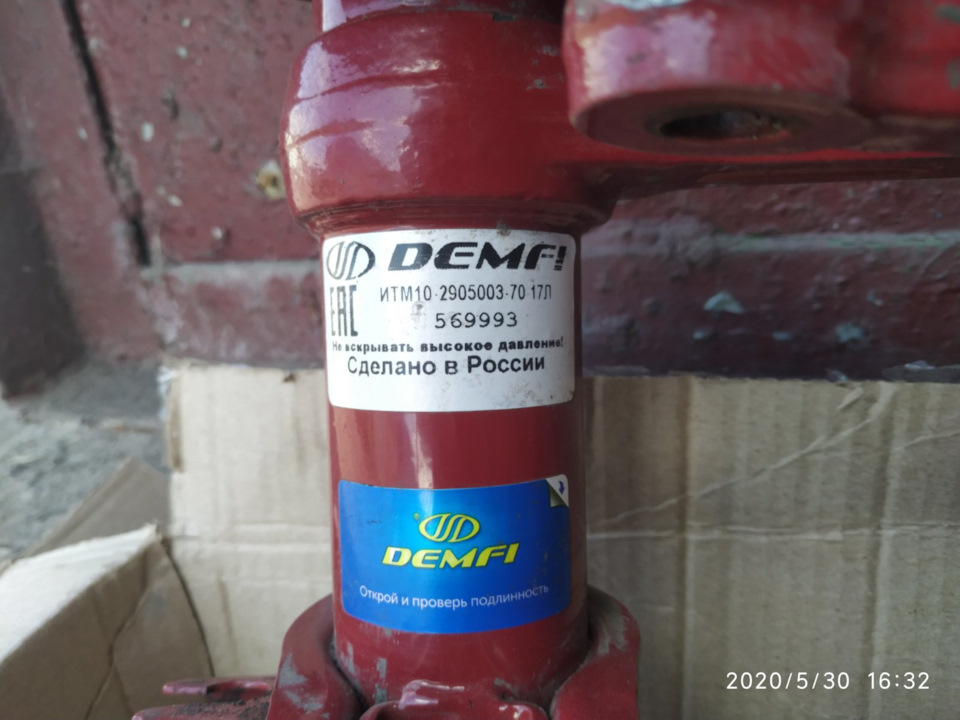 DEMFI
ИТМ10-2905003-70 17Л
EAC
569993
Не вскрывать высокое давление!
Сделано в России
DEMFI
Открой и проверь подлинность
2020/5/30 16:32